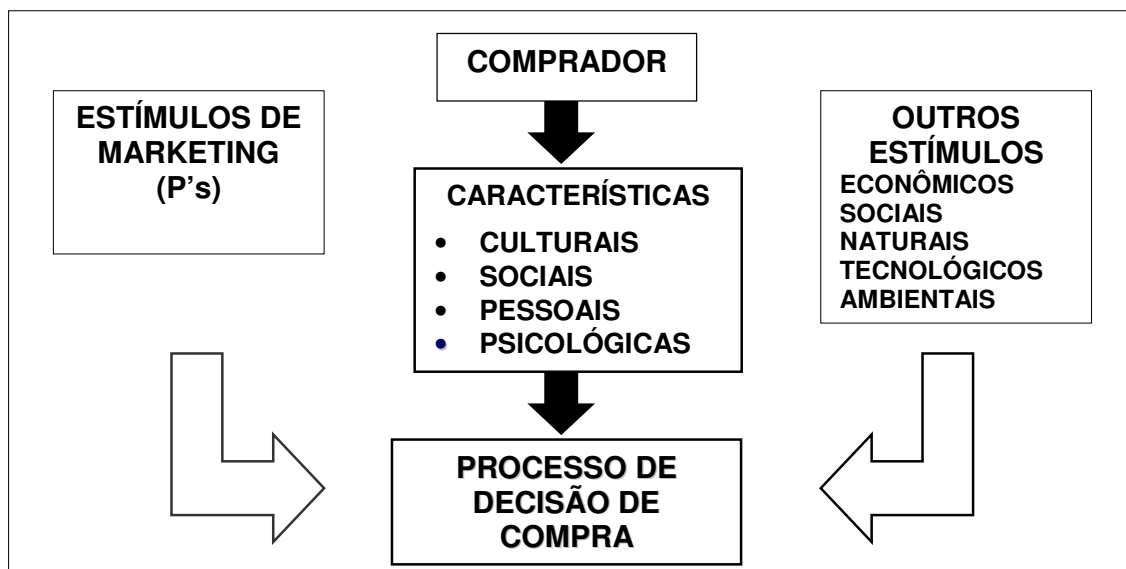 COMPRADOR
ESTÍMULOS DE
MARKETING
(P's)
CARACTERÍSTICAS
• CULTURAIS
• SOCIAIS
• PESSOAIS
• PSICOLÓGICAS
OUTROS
ESTÍMULOS
ECONÔMICOS
SOCIAIS
NATURAIS
TECNOLÓGICOS
AMBIENTAIS
PROCESSO DE
DECISÃO DE
COMPRA